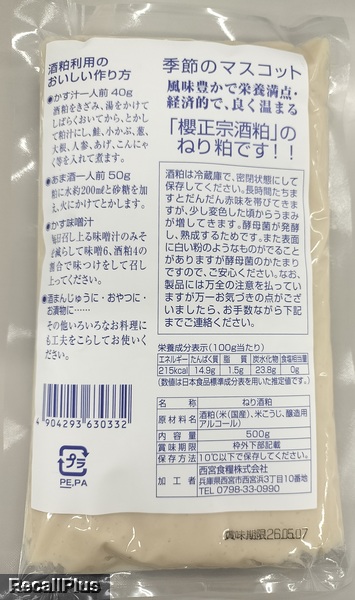 酒粕利用の
おいしい作り方
●かす汁一人前 40g
酒粕をきざみ、湯をかけて
しばらくおいてから、とかし
て粕汁にし、鮭、小かぶ、葱、
大根、人参、あげ、こんにゃ
く等を入れて煮ます。
●あま酒一人前 50g
粕に水約200mlと砂糖を加
え、火にかけてとかします。
●かす味噌汁
毎日召し上る味噌汁のみそ
を減らして味噌6、酒粕4の
割合で味つけをして召し
上ってください。
●酒まんじゅうに・おやつに・
お漬物に……
その他いろいろなお料理に
も工夫をこらしてお使いく
ださい。
4 904293 630332
プラ
PE,PA
季節のマスコット
風味豊かで栄養満点・
経済的で、良く温まる
「櫻正宗酒粕」の
ねり粕です!!
酒粕は冷蔵庫で、密閉状態にして
保存してください。長時間たちま
すとだんだん赤味を帯びてきま
すが、少し変色した頃からうまみ
が増してきます。酵母菌が発酵
し、熟成するためです。また表面
に白い粉のようなものがでること
がありますが酵母菌のかたまり
ですので、ご安心ください。なお、
製品には万全の注意を払ってい
ますが万一お気づきの点がござ
いましたら、お手数ながら下記
までご連絡ください。
栄養成分表示(100g当たり)
エネルギー たんぱく質 脂 質 炭水化物 食塩相当量
215kcal 14.9g 1.5g 23.8g 0g
(数値は日本食品標準成分表を用いた推定値です。)
名 称 ねり酒粕
原材料名 酒粕(米(国産)、米こうじ、醸造用
アルコール)
内容量 500g
賞味期限 枠外下部記載
保存方法 10℃以下で保存してください。
加工者 西宮食糧株式会社
兵庫県西宮市西宮浜3丁目10番地
TEL 0798-33-0990
賞味期限26.05.07
RecallPlus